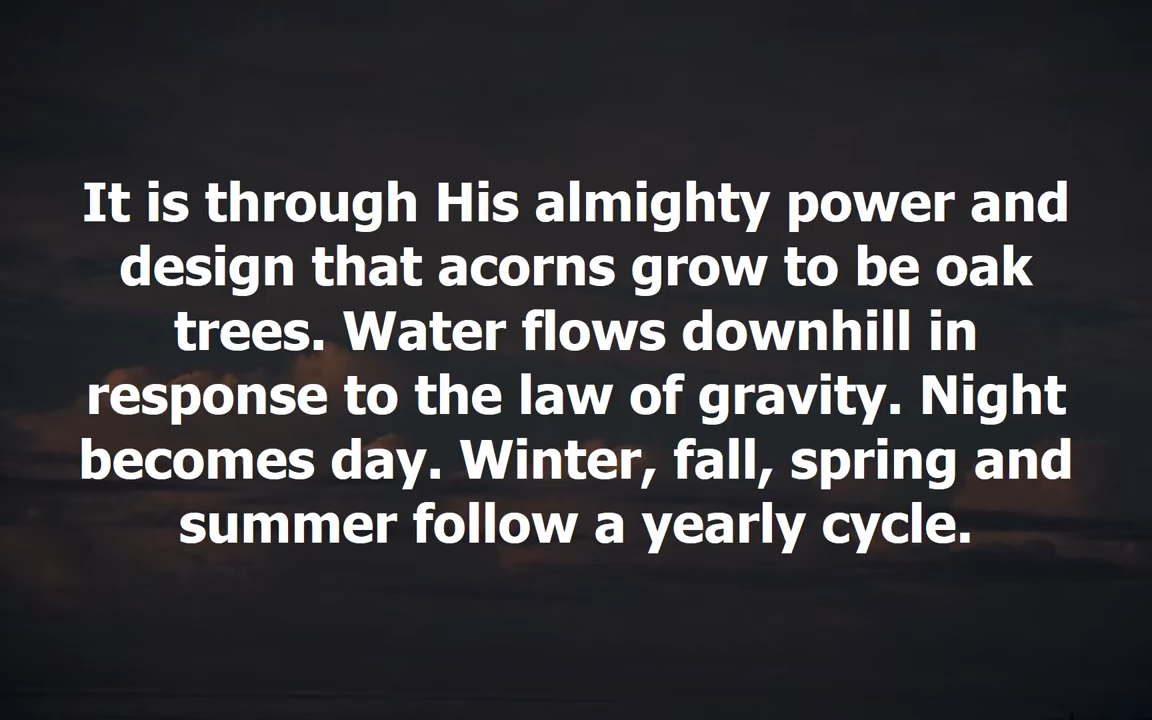 It is through His almighty power and
design that acorns grow to be oak
trees. Water flows downhill in
response to the law of gravity. Night
becomes day. Winter, fall, spring and
summer follow a yearly cycle.